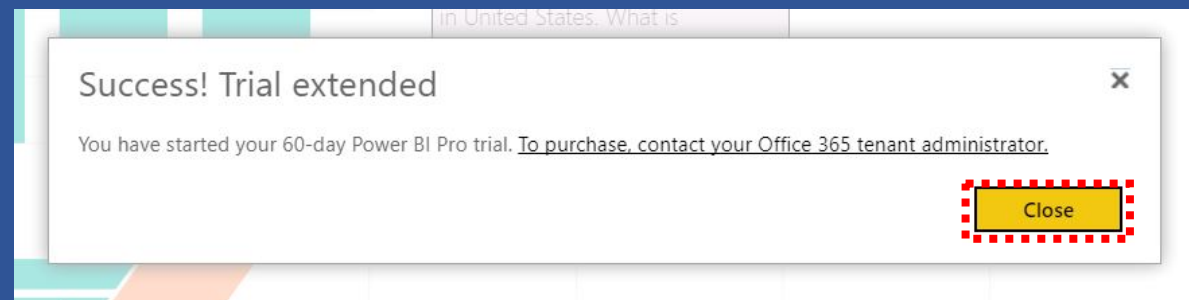 in United States. What is
Success! Trial extended
You have started your 60-day Power BI Pro trial. To purchase, contact your Office 365 tenant administrator.
Close